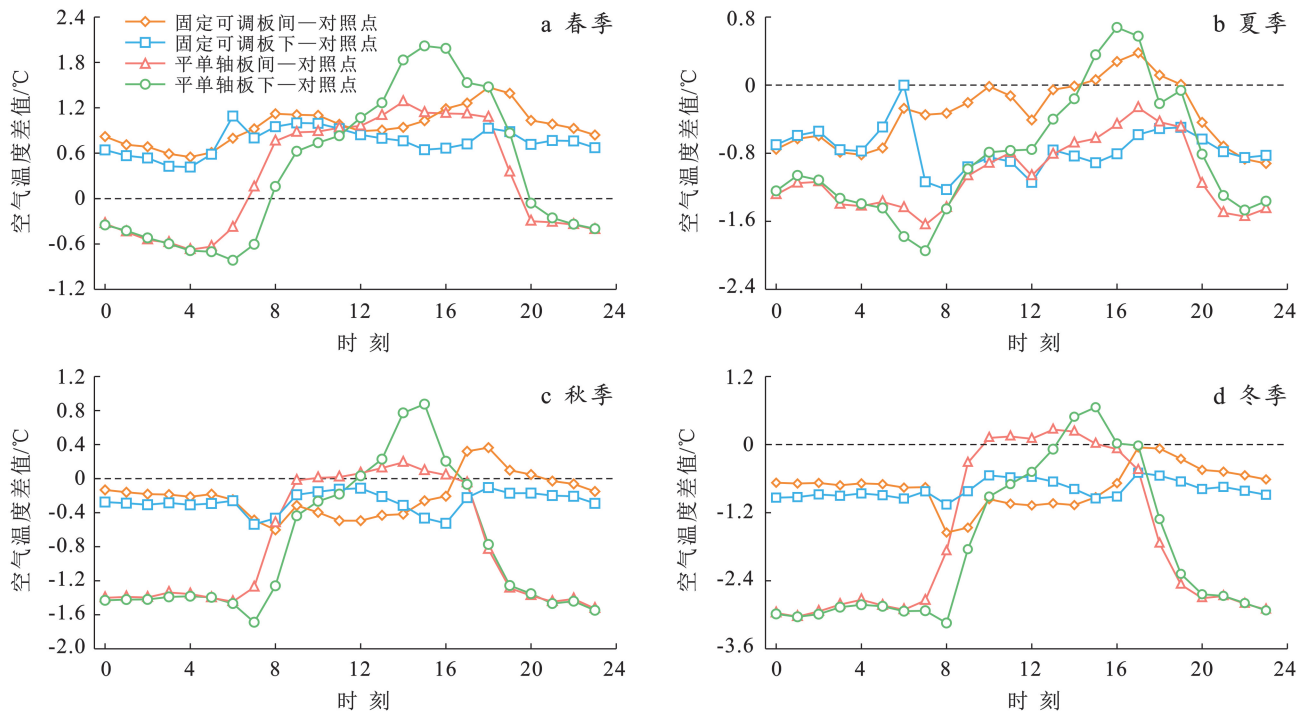 a 春季
固定可调板间—对照点
固定可调板下—对照点
平单轴板间—对照点
平单轴板下—对照点
空气温度差值/℃
2.4
1.8
1.2
0.6
0
-0.6
-1.2
0 4 8 12 16 20 24
时 刻
b 夏季
空气温度差值/℃
0.8
0
-0.8
-1.6
-2.4
0 4 8 12 16 20 24
时 刻
c 秋季
空气温度差值/℃
1.2
0.8
0.4
0
-0.4
-0.8
-1.2
-1.6
-2.0
0 4 8 12 16 20 24
时 刻
d 冬季
空气温度差值/℃
1.2
0
-1.2
-2.4
-3.6
0 4 8 12 16 20 24
时 刻